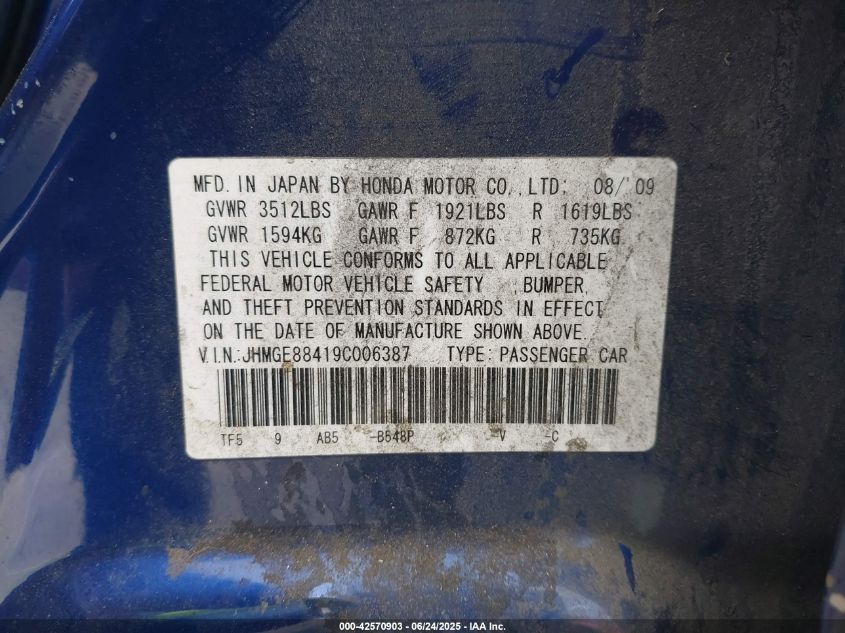 MFD. IN JAPAN BY HONDA MOTOR CO., LTD. 08/'09
GVWR 3512LBS GAWR F 1921LBS R 1619LBS
GVWR 1594KG GAWR F 872KG R 735KG
THIS VEHICLE CONFORMS TO ALL APPLICABLE
FEDERAL MOTOR VEHICLE SAFETY , BUMPER,
AND THEFT PREVENTION STANDARDS IN EFFECT
ON THE DATE OF MANUFACTURE SHOWN ABOVE.
V.I.N.:JHMGE88419C006387 TYPE: PASSENGER CAR
TF5 9 AB5 -B548P -V -C
000-42570903 - 06/24/2025 - IAA Inc.